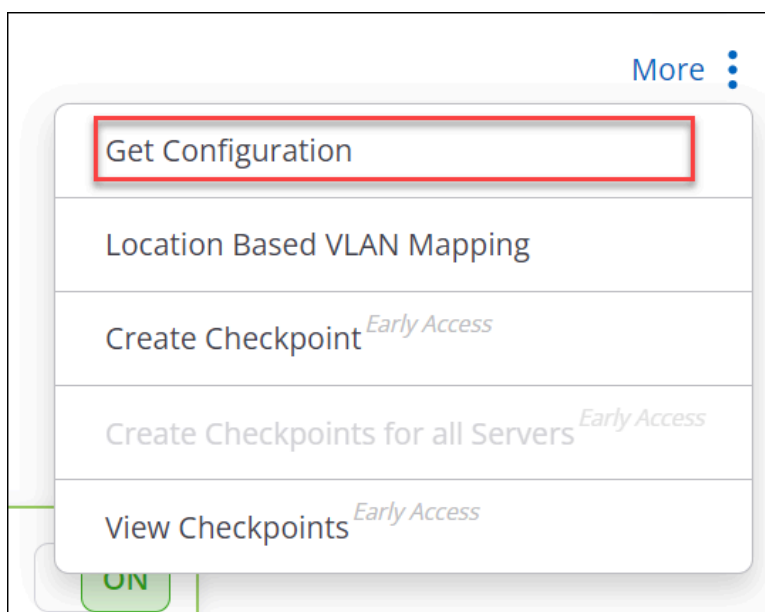 More
Get Configuration
Location Based VLAN Mapping
Create Checkpoint Early Access
Create Checkpoints for all Servers Early Access
View Checkpoints Early Access
ON